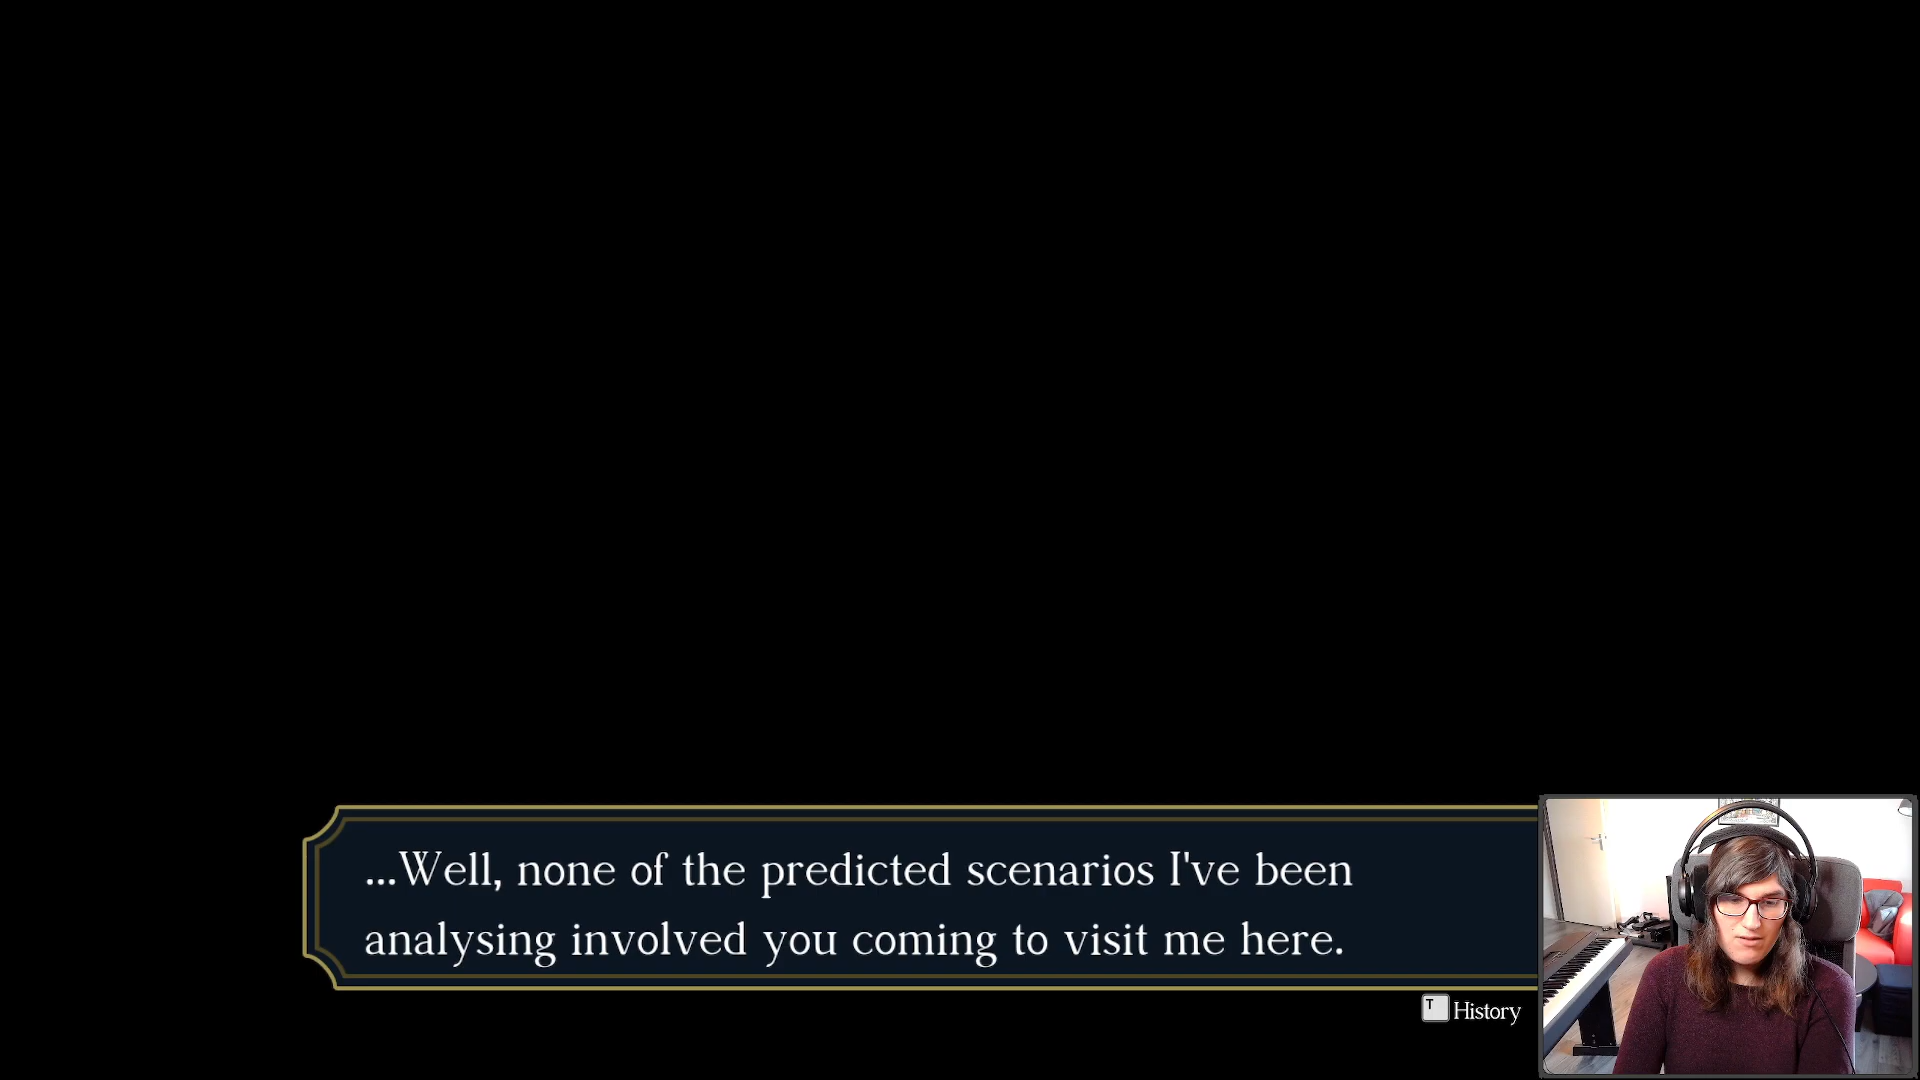 ...Well, none of the predicted scenarios I've been
analysing involved you coming to visit me here.
T History